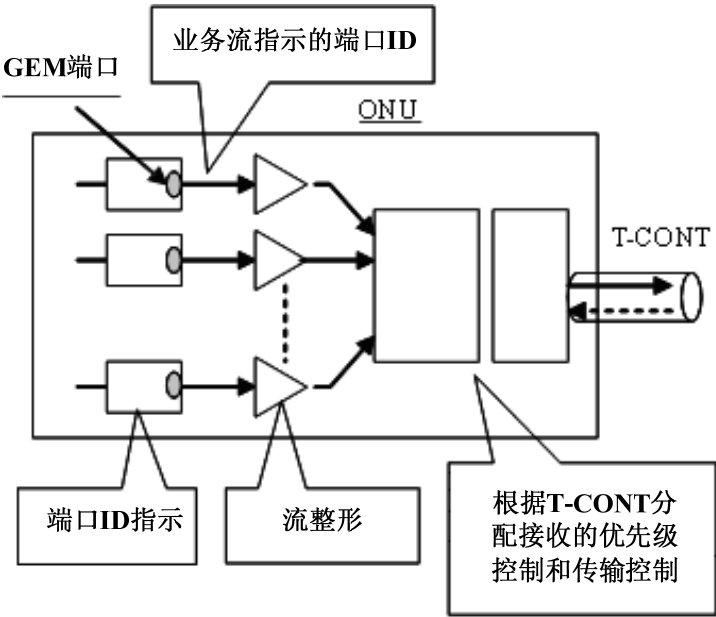 业务流指示的端口ID
GEM端口
ONU
T-CONT
端口ID指示
流整形
根据T-CONT分
配接收的优先级
控制和传输控制